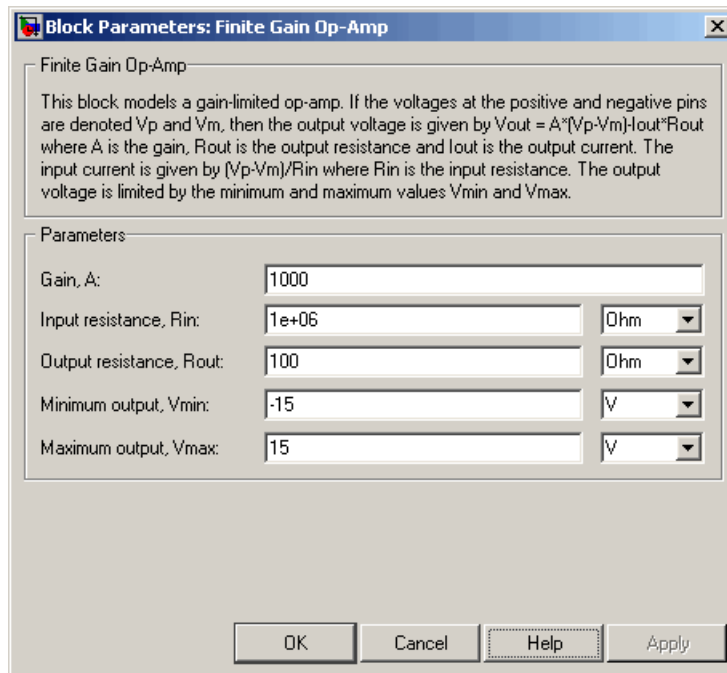 Block Parameters: Finite Gain Op-Amp
Finite Gain Op-Amp
This block models a gain-limited op-amp. If the voltages at the positive and negative pins
are denoted Vp and Vm, then the output voltage is given by Vout = A*(Vp-Vm)-Iout*Rout
where A is the gain, Rout is the output resistance and Iout is the output current. The
input current is given by (Vp-Vm)/Rin where Rin is the input resistance. The output
voltage is limited by the minimum and maximum values Vmin and Vmax.
Parameters
Gain, A: 1000
Input resistance, Rin: 1e+06 Ohm
Output resistance, Rout: 100 Ohm
Minimum output, Vmin: -15 V
Maximum output, Vmax: 15 V
OK Cancel Help Apply